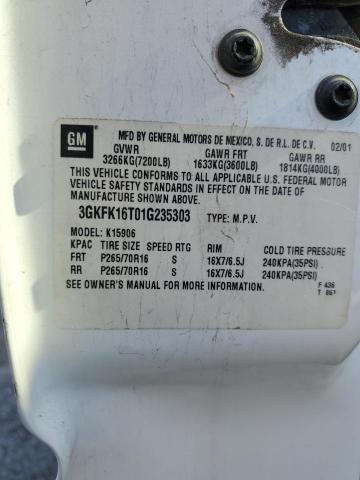 GM
MFD BY GENERAL MOTORS DE MEXICO, S. DE R.L. DE C.V. 02/01
GVWR GAWR FRT GAWR RR
3266KG(7200LB) 1633KG(3600LB) 1814KG(4000LB)
THIS VEHICLE CONFORMS TO ALL APPLICABLE U.S. FEDERAL MOTOR
VEHICLE SAFETY STANDARDS IN EFFECT ON THE DATE OF
MANUFACTURE SHOWN ABOVE.
3GKFK16T01G235303 TYPE: M.P.V.
MODEL: K15906
KPAC TIRE SIZE SPEED RTG RIM COLD TIRE PRESSURE
FRT P265/70R16 S 16X7/6.5J 240KPA(35PSI)
RR P265/70R16 S 16X7/6.5J 240KPA(35PSI)
SEE OWNER'S MANUAL FOR MORE INFORMATION.
F 436
T 861